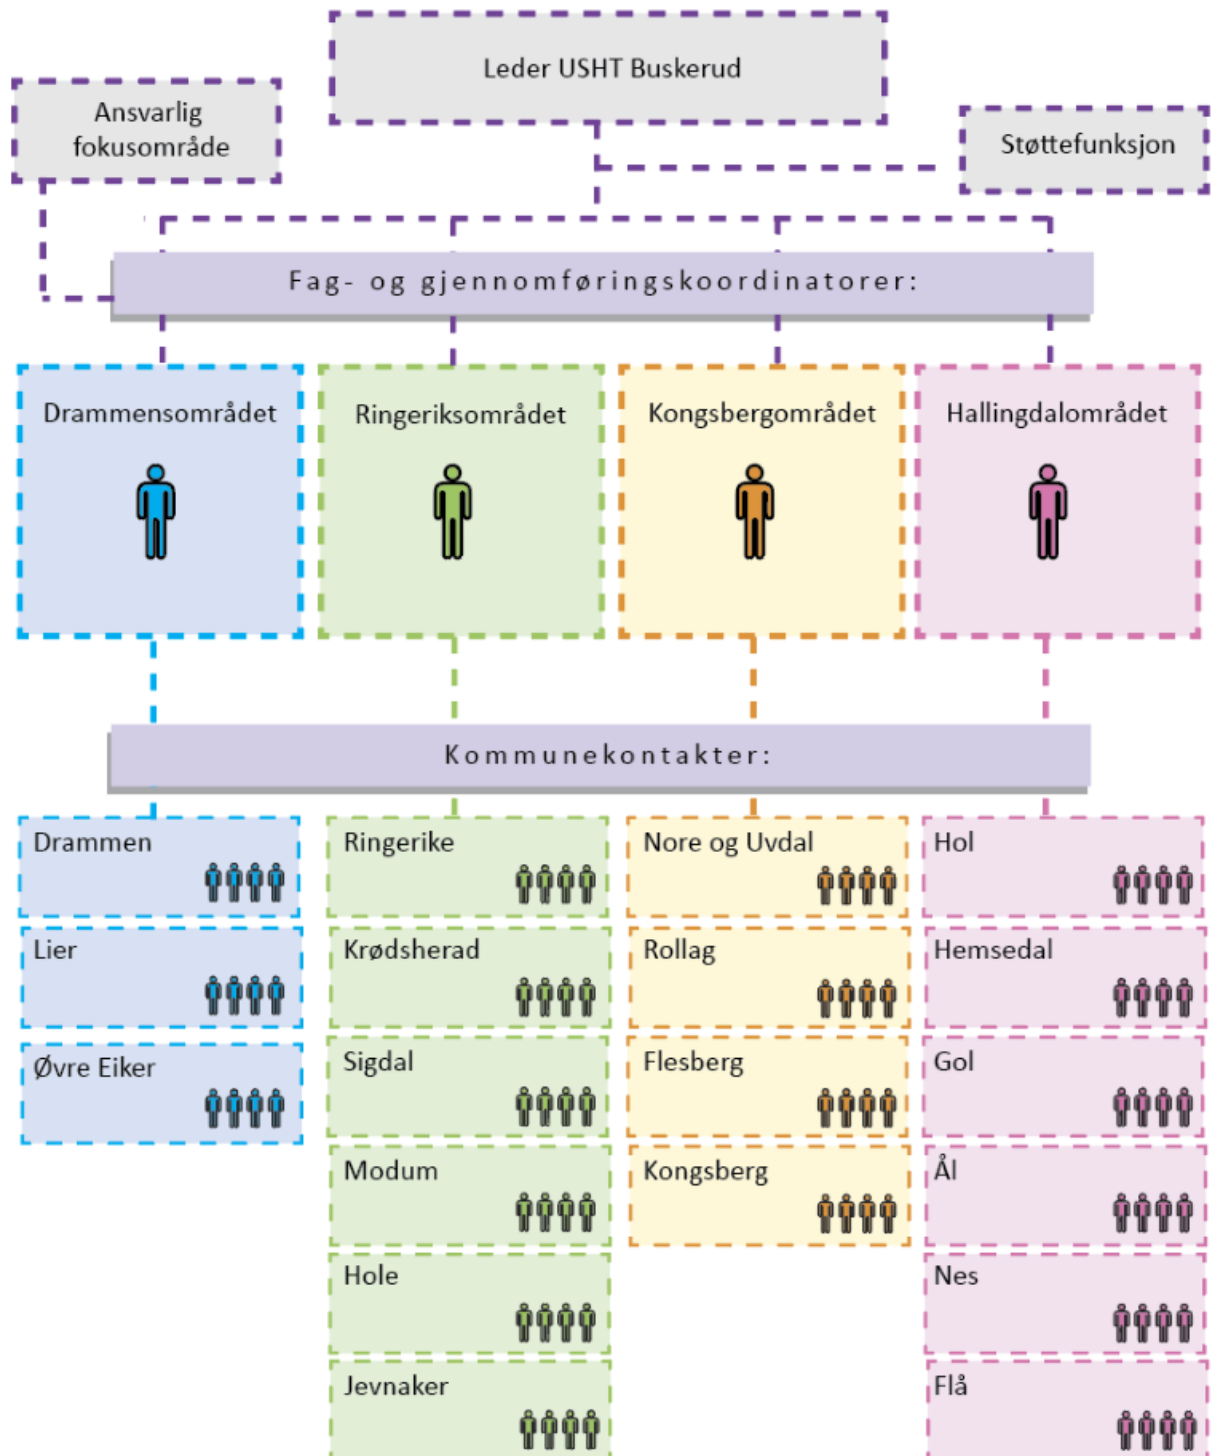 Leder USHT Buskerud
Ansvarlig
fokusområde
Støttefunksjon
Fag- og gjennomføringskoordinatorer:
Drammensområdet
Ringeriksområdet
Kongsbergområdet
Hallingdalområdet
Kommunekontakter:
Drammen
Lier
Øvre Eiker
Ringerike
Krødsherad
Sigdal
Modum
Hole
Jevnaker
Nore og Uvdal
Rollag
Flesberg
Kongsberg
Hol
Hemsedal
Gol
Ål
Nes
Flå